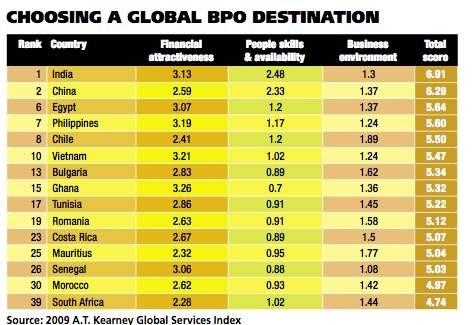 CHOOSING A GLOBAL BPO DESTINATION
Rank Country Financial attractiveness People skills & availability Business environment Total score
1 India 3.13 2.48 1.3 6.91
2 China 2.59 2.33 1.37 6.29
6 Egypt 3.07 1.2 1.37 5.64
7 Philippines 3.19 1.17 1.24 5.60
8 Chile 2.41 1.2 1.89 5.50
10 Vietnam 3.21 1.02 1.24 5.47
13 Bulgaria 2.83 0.89 1.62 5.34
15 Ghana 3.26 0.7 1.36 5.32
17 Tunisia 2.86 0.91 1.45 5.22
19 Romania 2.63 0.91 1.58 5.12
23 Costa Rica 2.67 0.89 1.5 5.07
25 Mauritius 2.32 0.95 1.77 5.04
26 Senegal 3.06 0.88 1.08 5.03
30 Morocco 2.62 0.93 1.42 4.97
39 South Africa 2.28 1.02 1.44 4.74
Source: 2009 A.T. Kearney Global Services Index